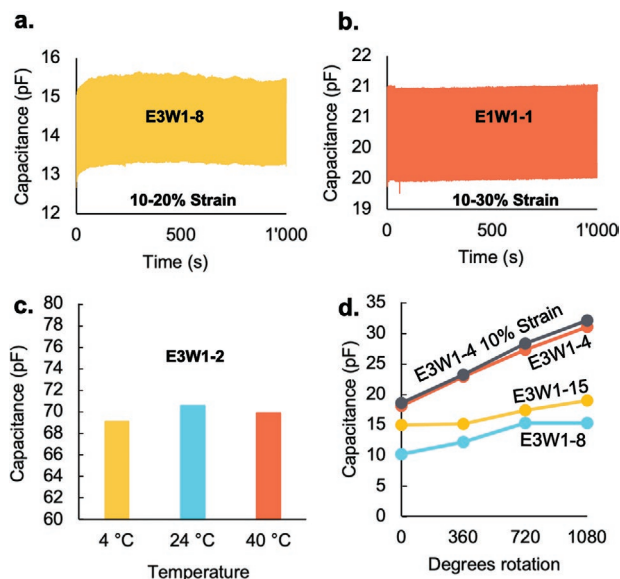 a.
Capacitance (pF)
16
15
14
13
12
E3W1-8
10-20% Strain
0
500
1'000
Time (s)
b.
Capacitance (pF)
22
21
21
20
20
19
E1W1-1
10-30% Strain
0
500
1'000
Time (s)
c.
Capacitance (pF)
80
78
76
74
72
70
68
66
64
62
60
E3W1-2
4 °C
24 °C
40 °C
Temperature
d.
Capacitance (pF)
35
30
25
20
15
10
5
0
E3W1-4 10% Strain
E3W1-4
E3W1-15
E3W1-8
0
360
720
1080
Degrees rotation